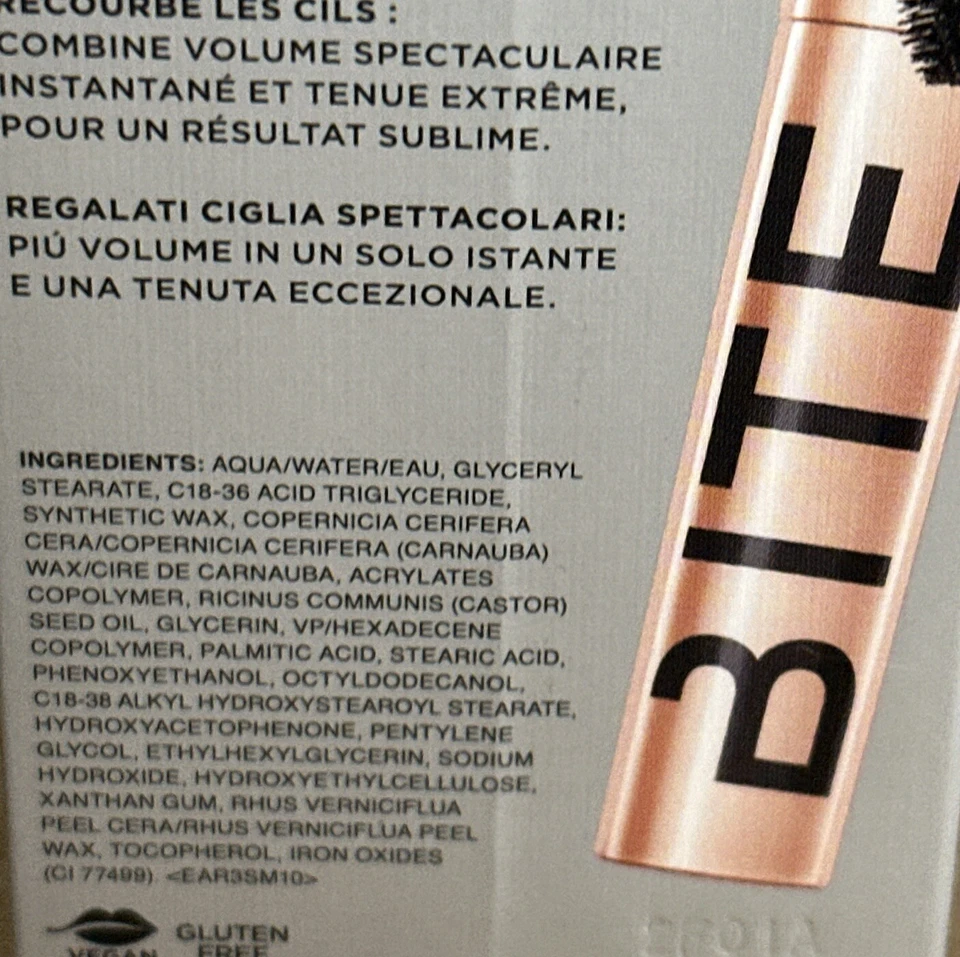 RECOURBE LES CILS :
COMBINE VOLUME SPECTACULAIRE
INSTANTANÉ ET TENUE EXTRÊME,
POUR UN RÉSULTAT SUBLIME.
REGALATI CIGLIA SPETTACOLARI:
PIÚ VOLUME IN UN SOLO ISTANTE
E UNA TENUTA ECCEZIONALE.
INGREDIENTS: AQUA/WATER/EAU, GLYCERYL
STEARATE, C18-36 ACID TRIGLYCERIDE,
SYNTHETIC WAX, COPERNICIA CERIFERA
CERA/COPERNICIA CERIFERA (CARNAUBA)
WAX/CIRE DE CARNAUBA, ACRYLATES
COPOLYMER, RICINUS COMMUNIS (CASTOR)
SEED OIL, GLYCERIN, VP/HEXADECENE
COPOLYMER, PALMITIC ACID, STEARIC ACID,
PHENOXYETHANOL, OCTYLDODECANOL,
C18-38 ALKYL HYDROXYSTEAROYL STEARATE,
HYDROXYACETOPHENONE, PENTYLENE
GLYCOL, ETHYLHEXYLGLYCERIN, SODIUM
HYDROXIDE, HYDROXYETHYLCELLULOSE,
XANTHAN GUM, RHUS VERNICIFLUA
PEEL CERA/RHUS VERNICIFLUA PEEL
WAX, TOCOPHEROL, IRON OXIDES
(CI 77499). <EAR3SM10>
VEGAN
GLUTEN
FREE
BITE